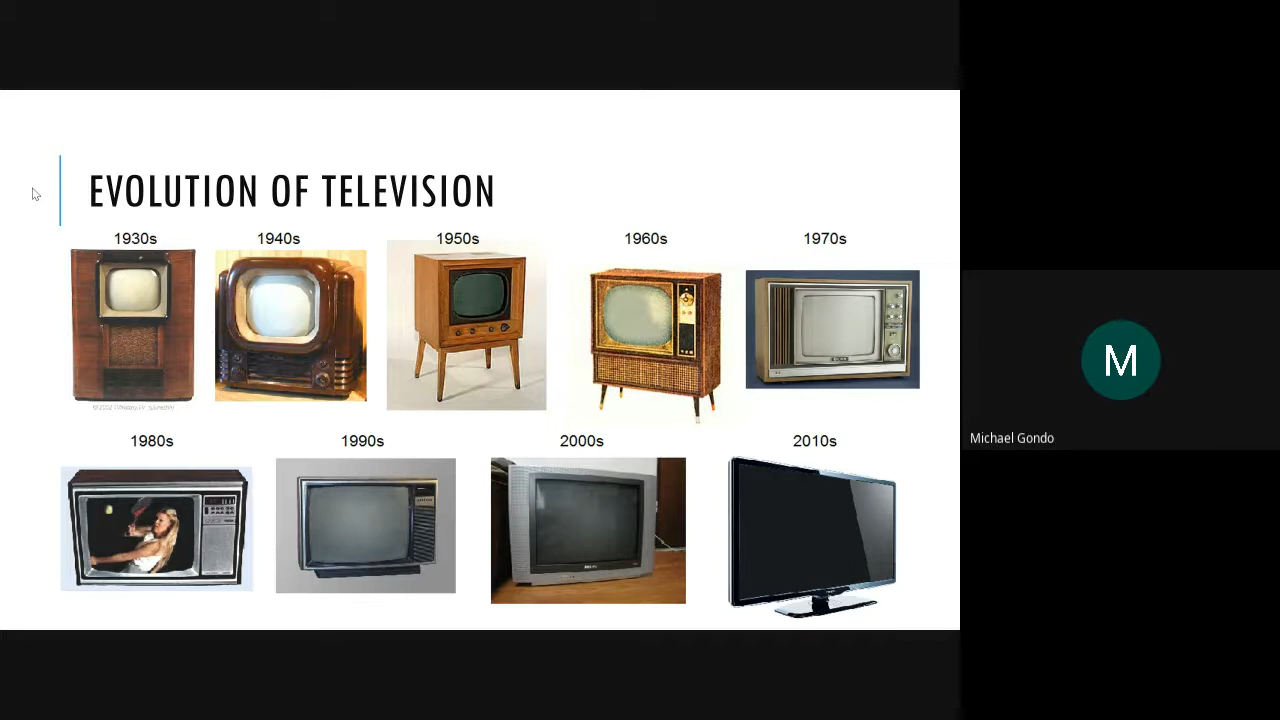 EVOLUTION OF TELEVISION
1930s 1940s 1950s 1960s 1970s
1980s 1990s 2000s 2010s
M
Michael Gondo